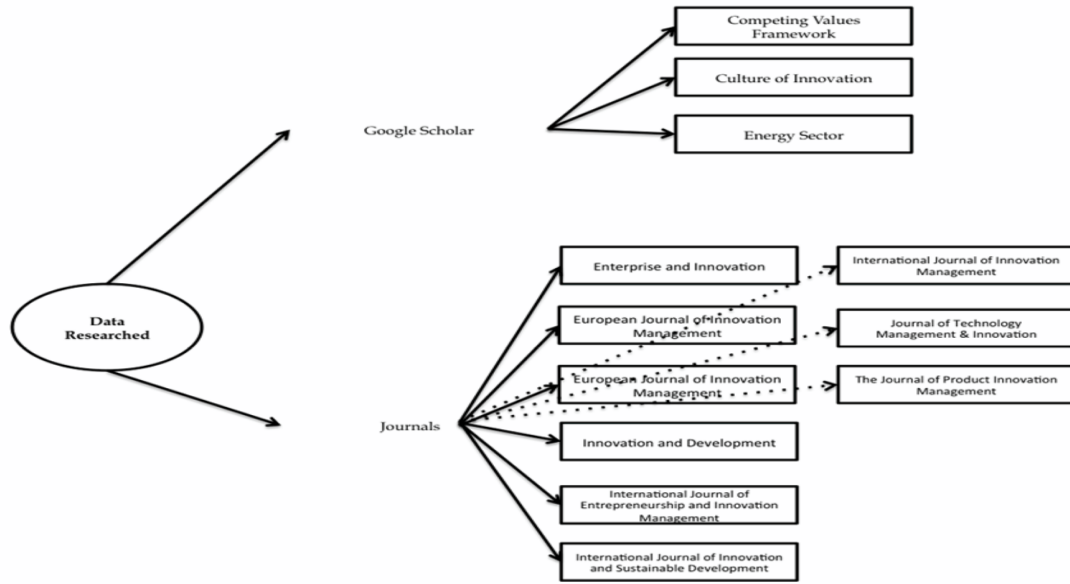 Competing Values
Framework
Culture of Innovation
Google Scholar
Energy Sector
Data
Researched
Journals
Enterprise and Innovation
European Journal of Innovation
Management
European Journal of Innovation
Management
Innovation and Development
International Journal of
Entrepreneurship and Innovation
Management
International Journal of Innovation
and Sustainable Development
International Journal of Innovation
Management
Journal of Technology
Management & Innovation
The Journal of Product Innovation
Management